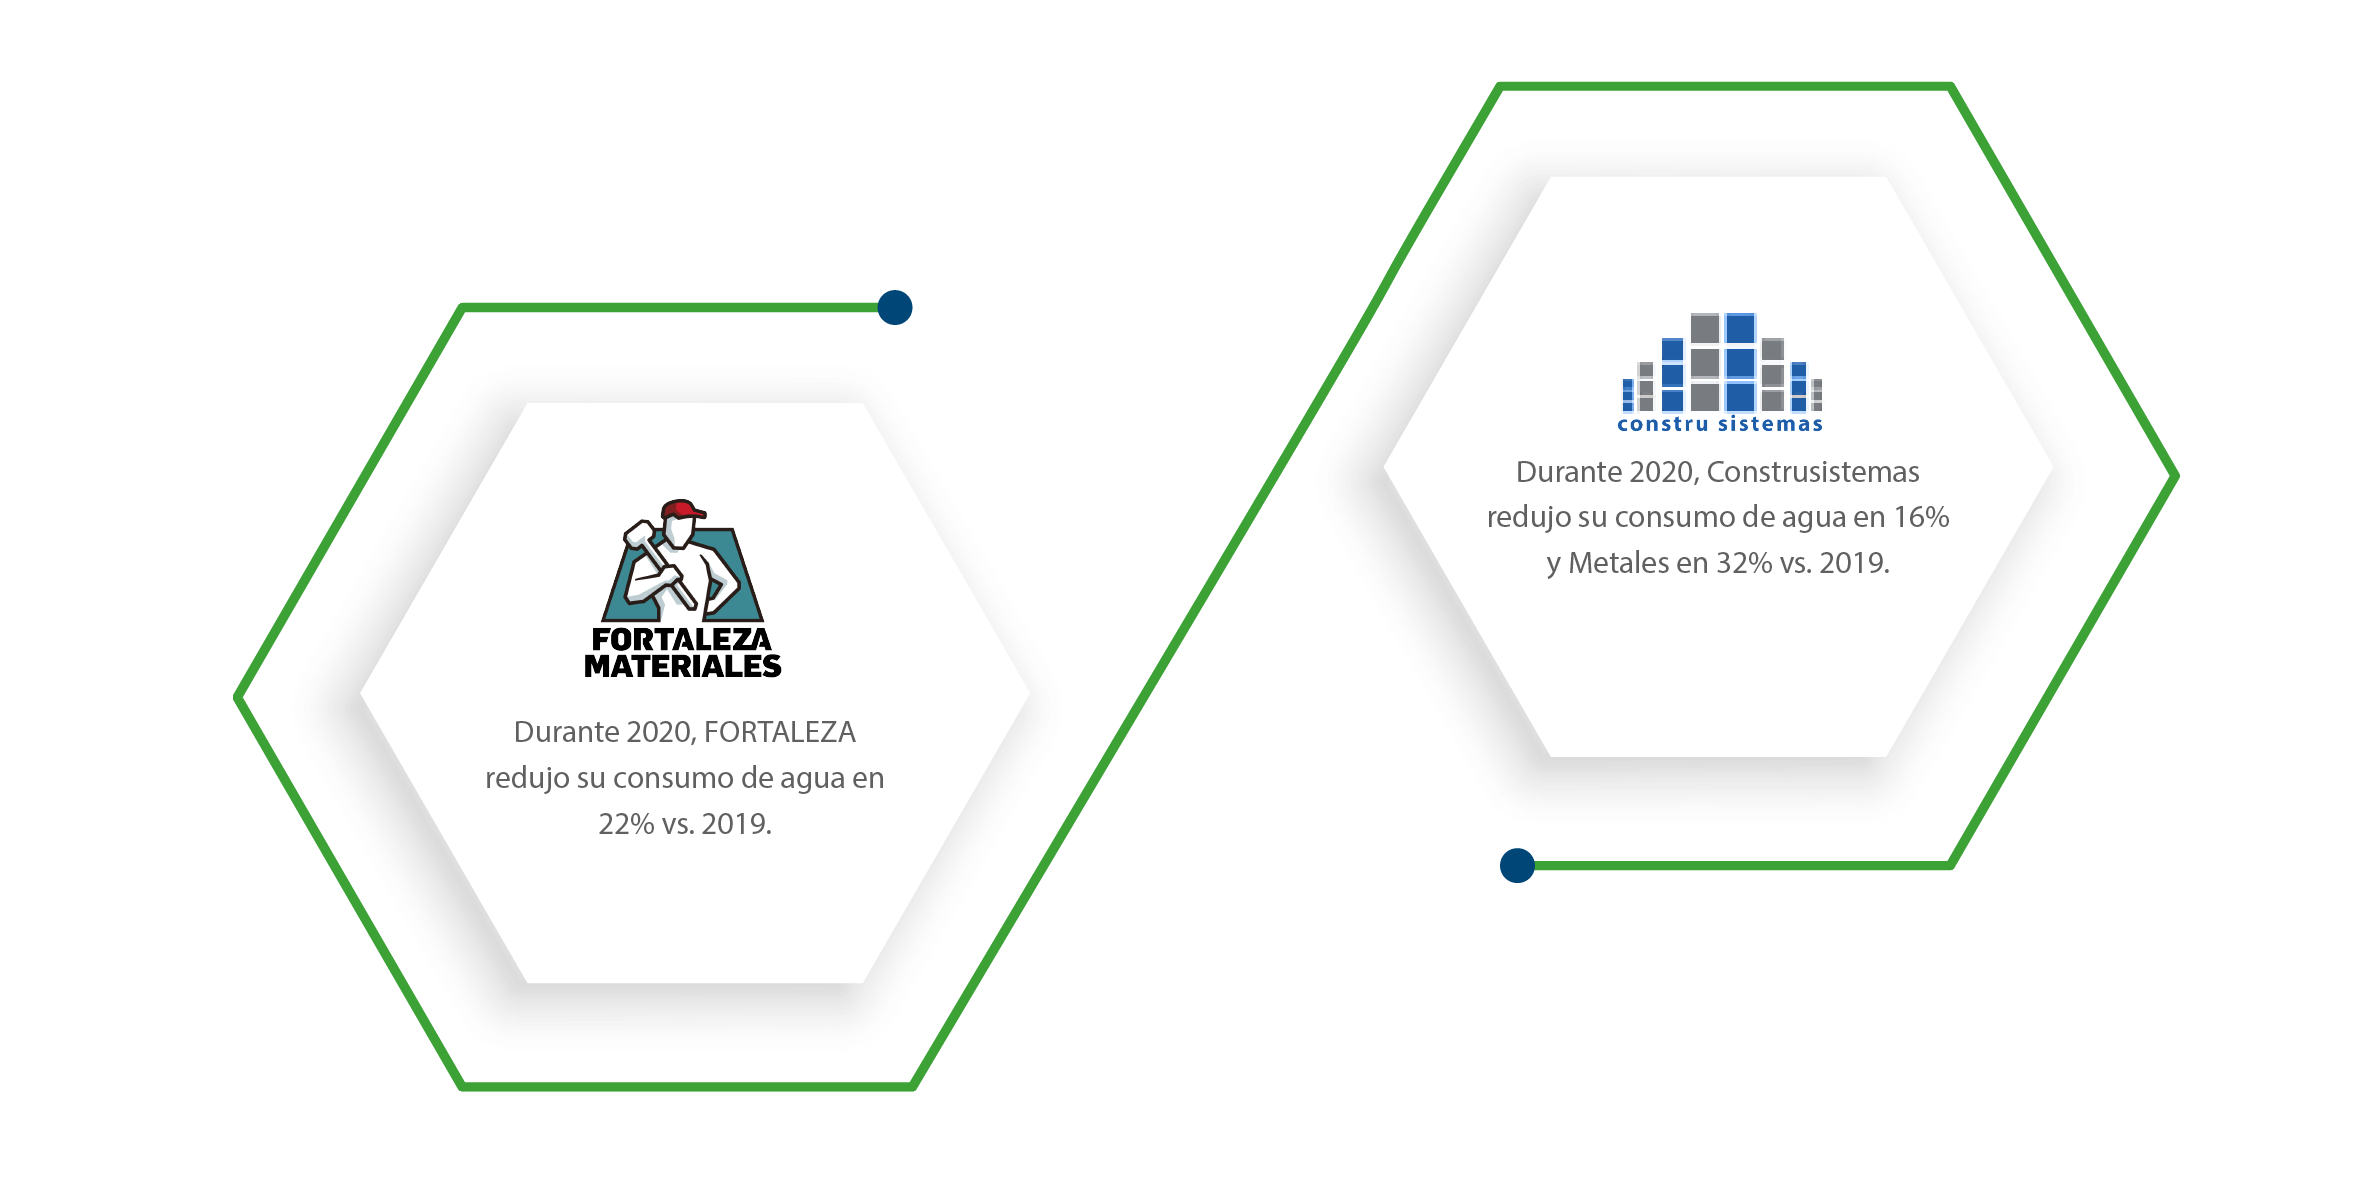 FORTALEZA
MATERIALES
Durante 2020, FORTALEZA
redujo su consumo de agua en
22% vs. 2019.
constru sistemas
Durante 2020, Construsistemas
redujo su consumo de agua en 16%
y Metales en 32% vs. 2019.